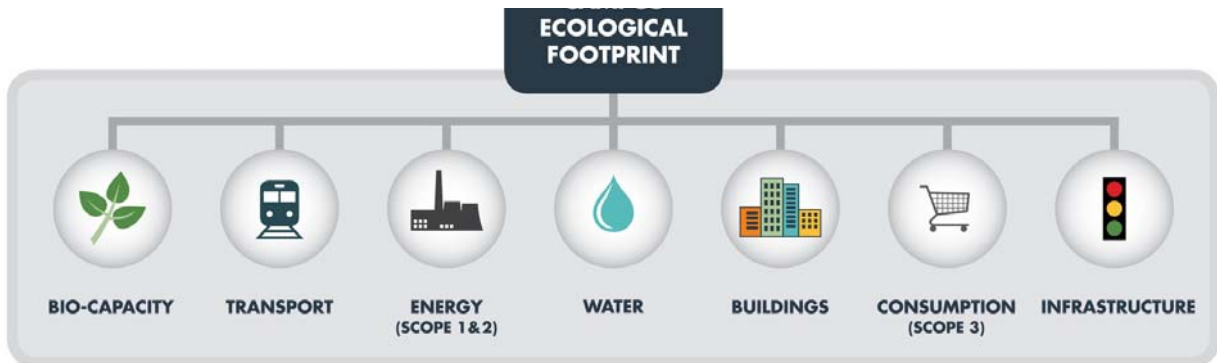 ECOLOGICAL
FOOTPRINT
BIO-CAPACITY
TRANSPORT
ENERGY
(SCOPE 1&2)
WATER
BUILDINGS
CONSUMPTION
(SCOPE 3)
INFRASTRUCTURE